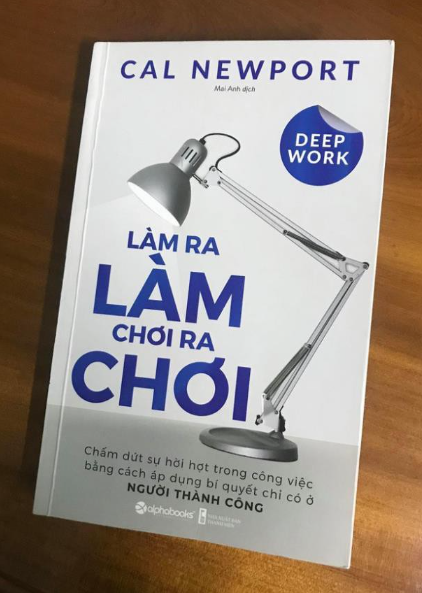 CAL NEWPORT
Mai Anh dịch
DEEP
WORK
LÀM RA
LÀM
CHƠI RA
CHƠI
Chấm dứt sự hời hợt trong công việc
bằng cách áp dụng bí quyết chỉ có ở
NGƯỜI THÀNH CÔNG
alphabooks